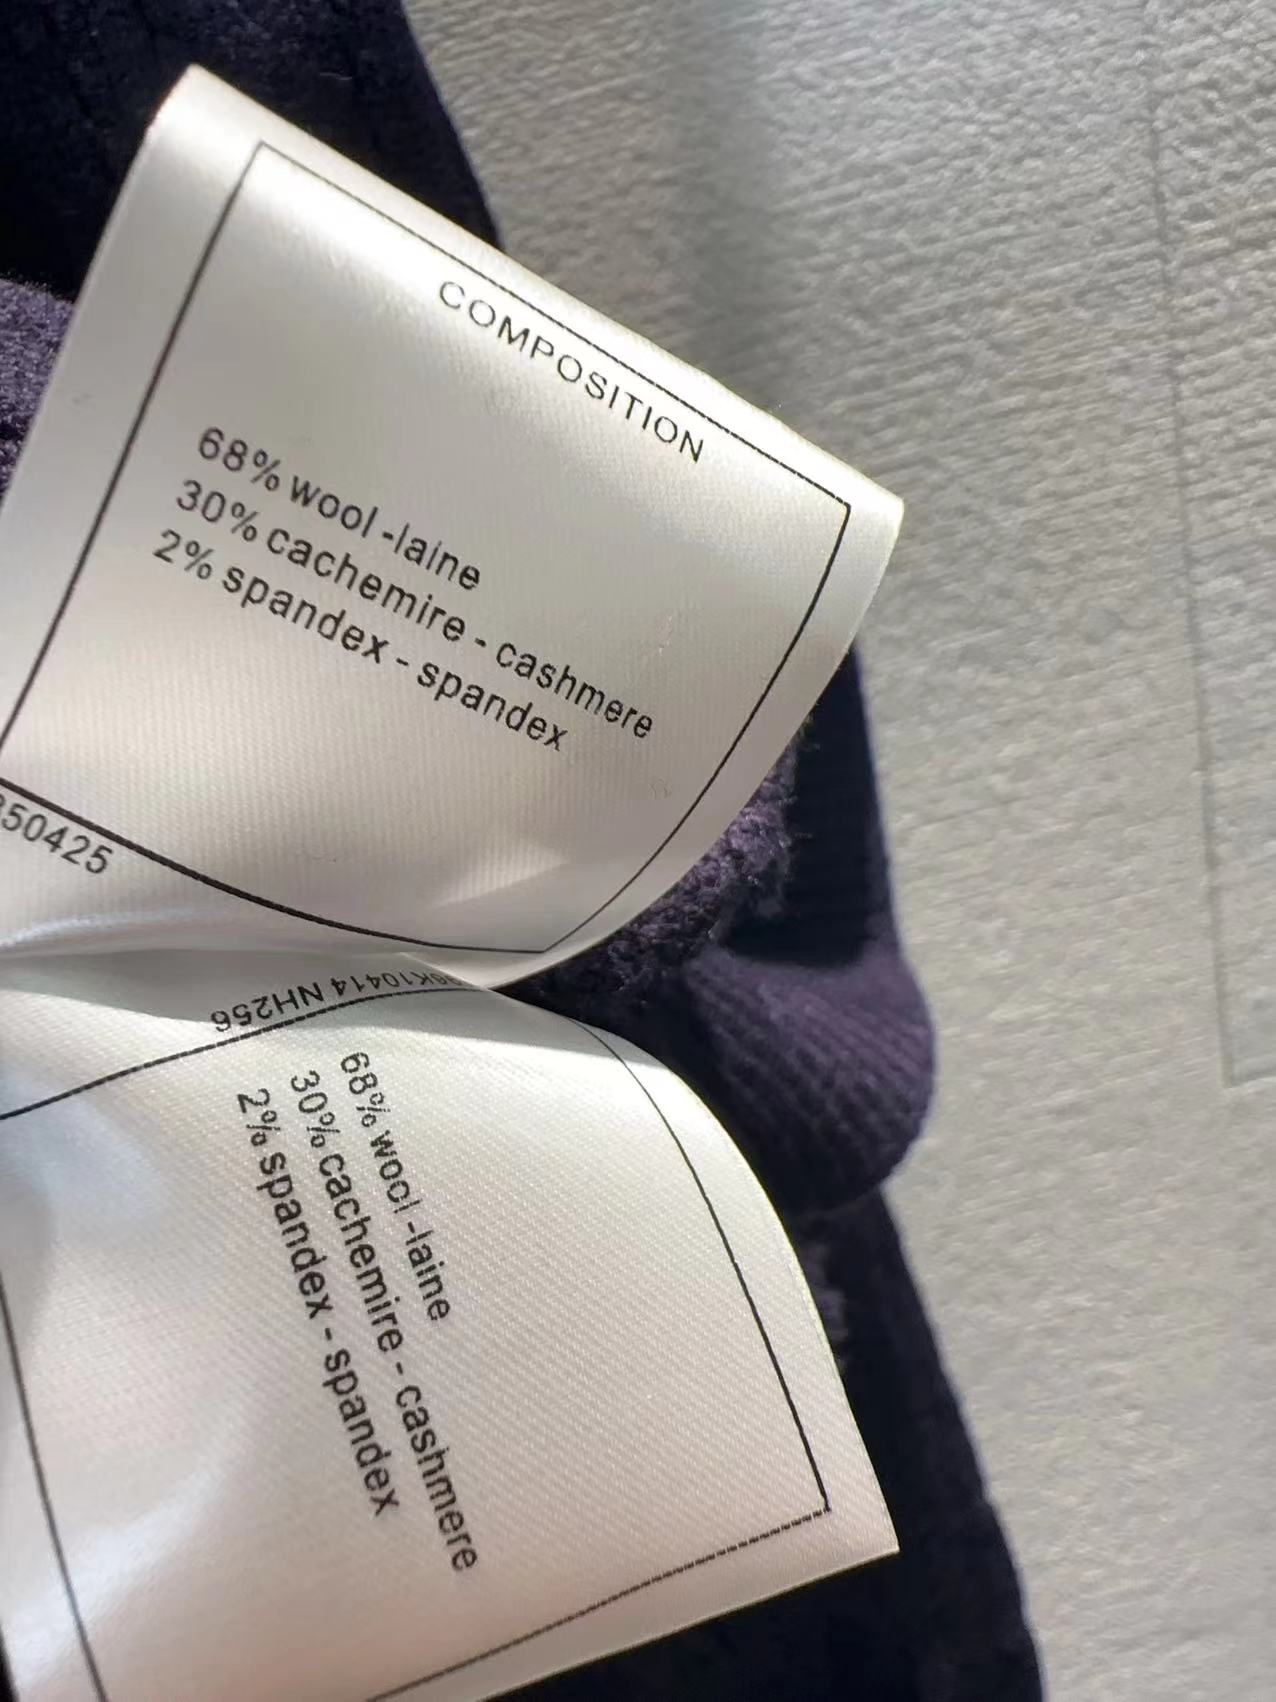 COMPOSITION
68% wool -laine
30% cachemire - cashmere
2% spandex - spandex
50425
K10414 NH256
68% wool -laine
30% cachemire - cashmere
2% spandex - spandex